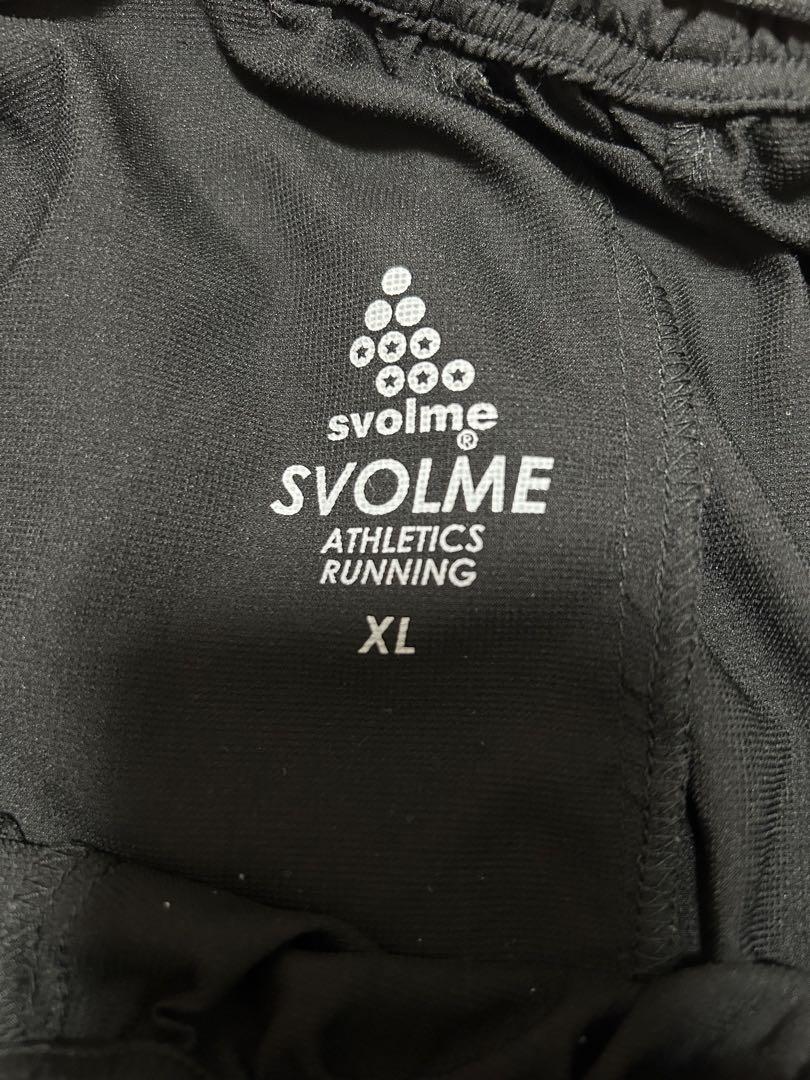 svolme®
SVOLME
ATHLETICS
RUNNING
XL